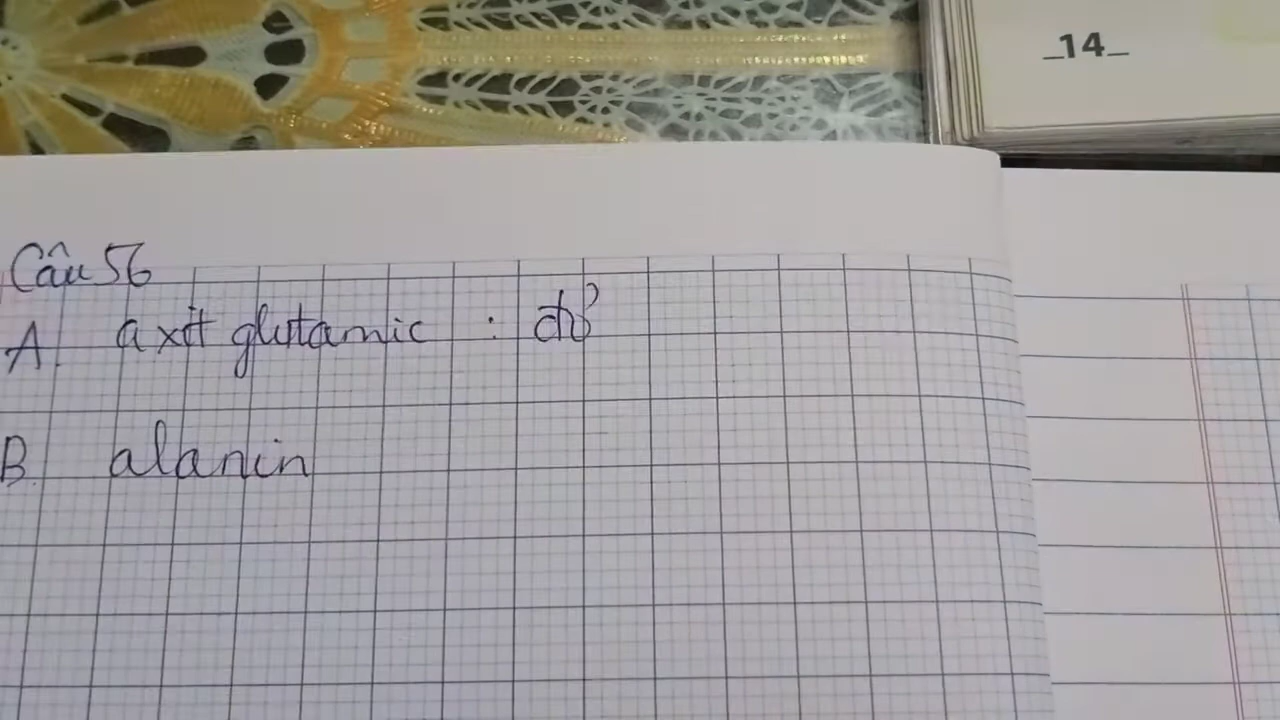 _14_
Câu 56
A. axit glutamic : đỏ
B. alanin